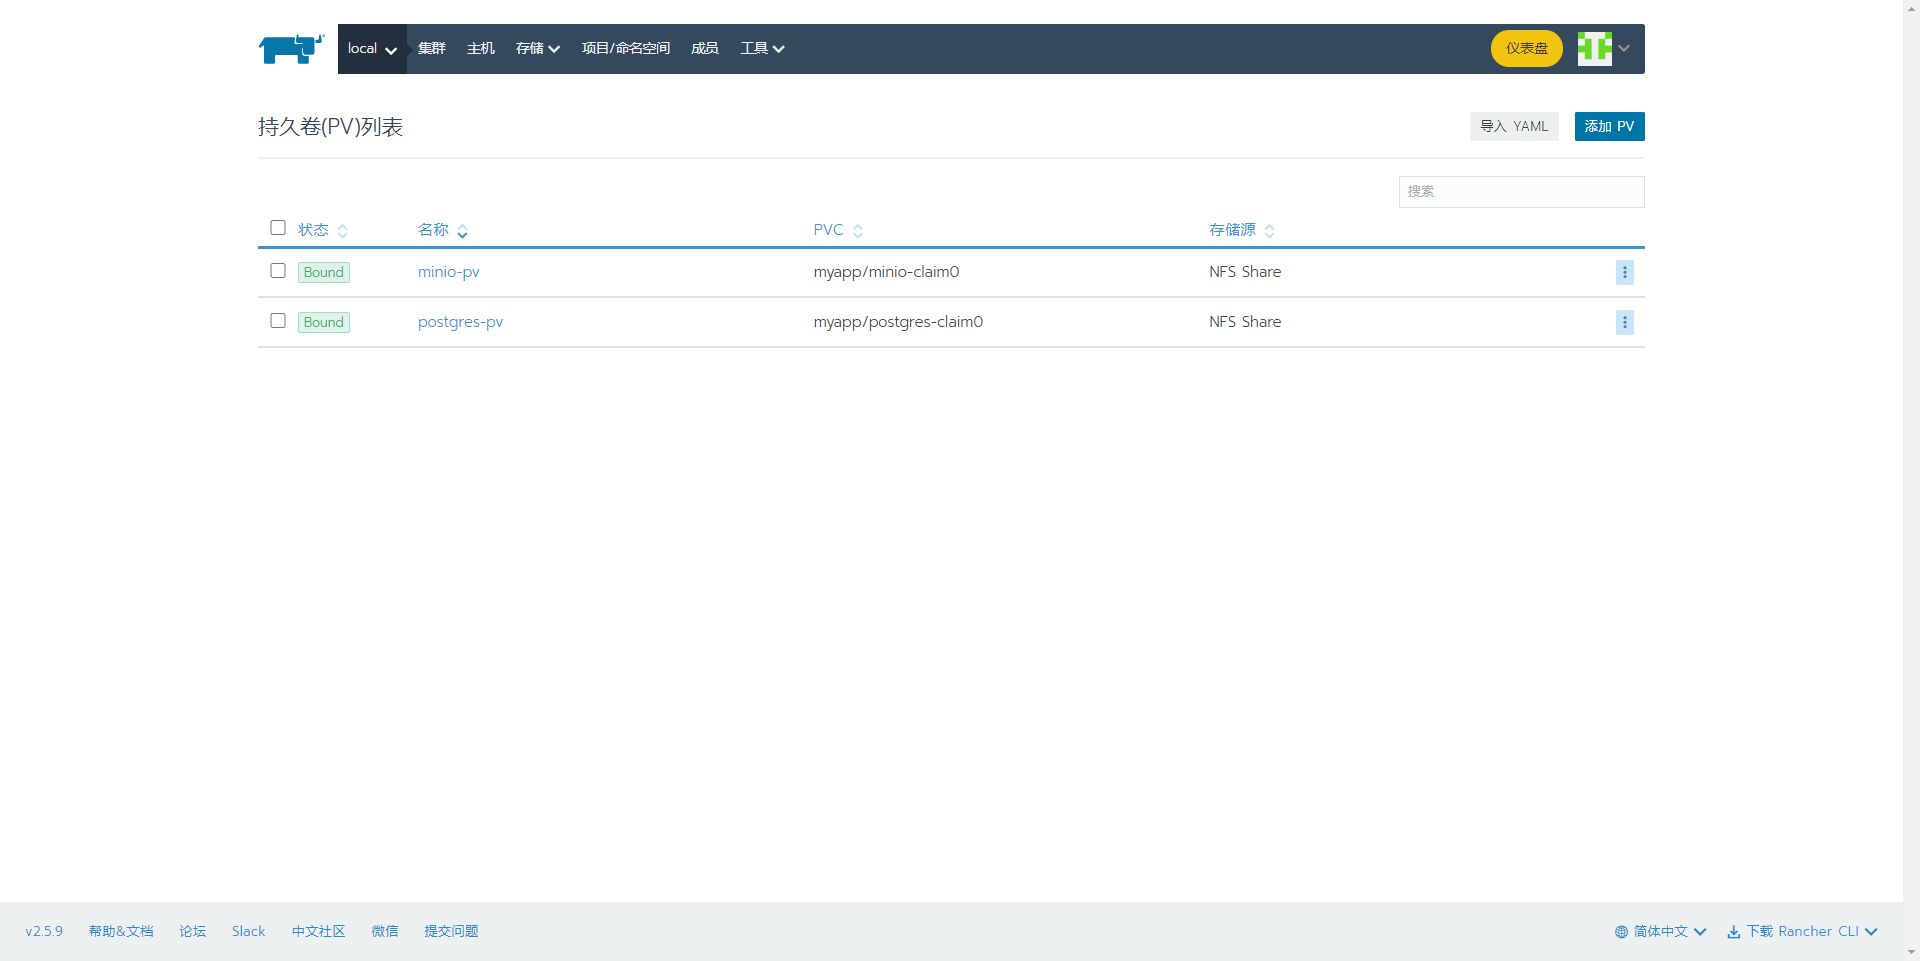 local 集群 主机 存储 项目/命名空间 成员 工具 仪表盘
持久卷(PV)列表 导入 YAML 添加 PV
搜索
状态 名称 PVC 存储源
Bound minio-pv myapp/minio-claim0 NFS Share
Bound postgres-pv myapp/postgres-claim0 NFS Share
v2.5.9 帮助&文档 论坛 Slack 中文社区 微信 提交问题 简体中文 下载 Rancher CLI